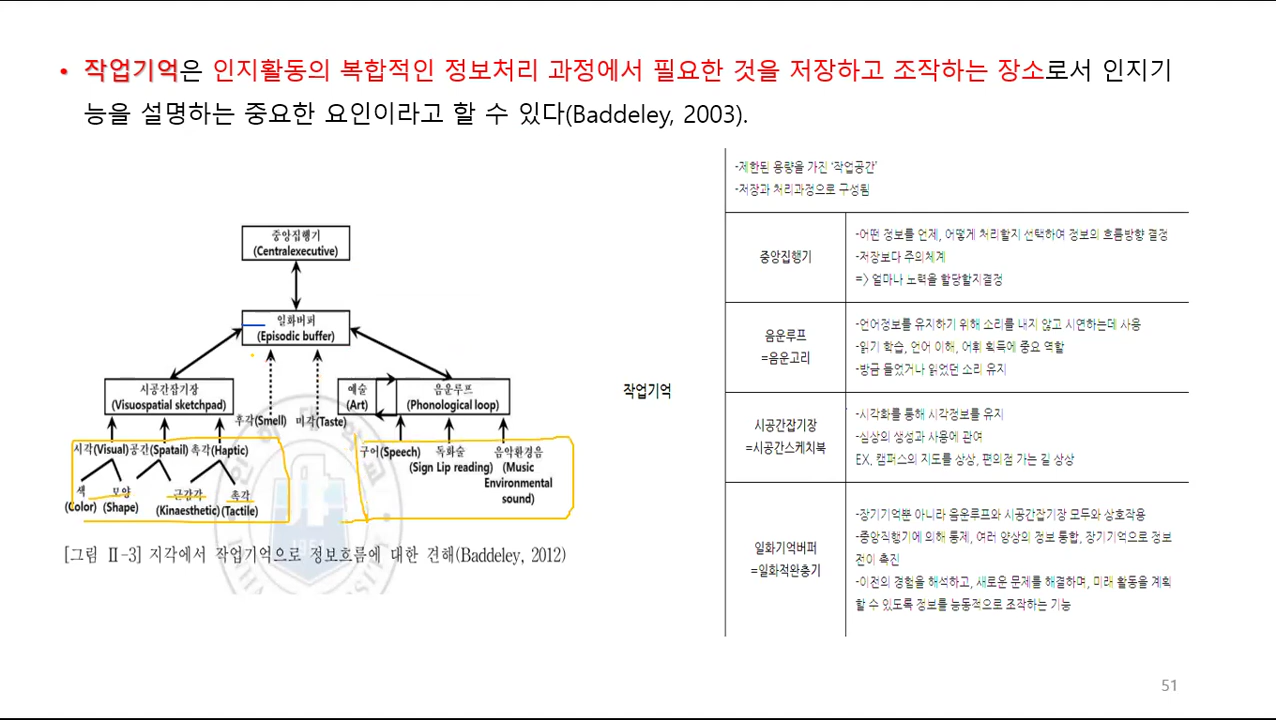 • 작업기억은 인지활동의 복합적인 정보처리 과정에서 필요한 것을 저장하고 조작하는 장소로서 인지기
능을 설명하는 중요한 요인이라고 할 수 있다(Baddeley, 2003).
중앙집행기
(Centralexecutive)
일화버퍼
(Episodic buffer)
시공간잡기장
(Visuospatial sketchpad)
후각(Smell)
미각(Taste)
예술
(Art)
음운루프
(Phonological loop)
시각(Visual) 공간(Spatail) 촉각(Haptic)
색
(Color)
모양
(Shape)
근감각
(Kinaesthetic)
촉각
(Tactile)
구어(Speech)
독화술
(Sign Lip reading)
음악환경음
(Music
Environmental
sound)
[그림 Ⅱ-3] 지각에서 작업기억으로 정보흐름에 대한 견해(Baddeley, 2012)
작업기억
-제한된 용량을 가진 '작업공간'
-저장과 처리과정으로 구성됨
중앙집행기
-어떤 정보를 언제, 어떻게 처리할지 선택하여 정보의 흐름방향 결정
-저장보다 주의체계
=> 얼마나 노력을 할당할지결정
음운루프
=음운고리
-언어정보를 유지하기 위해 소리를 내지 않고 시연하는데 사용
-읽기 학습, 언어 이해, 어휘 획득에 중요 역할
-방금 들었거나 읽었던 소리 유지
시공간잡기장
=시공간스케치북
-시각화를 통해 시각정보를 유지
-심상의 생성과 사용에 관여
EX. 캠퍼스의 지도를 상상, 편의점 가는 길 상상
일화기억버퍼
=일화적완충기
-장기기억뿐 아니라 음운루프와 시공간잡기장 모두와 상호작용
-중앙직행기에 의해 통제, 여러 양상의 정보 통합, 장기기억으로 정보
전이 촉진
-이전의 경험을 해석하고, 새로운 문제를 해결하며, 미래 활동을 계획
할 수 있도록 정보를 능동적으로 조작하는 기능
51